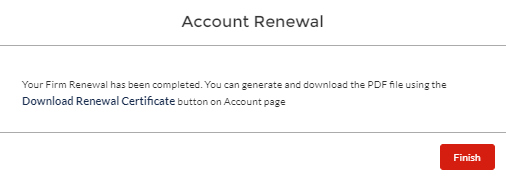 Account Renewal
Your Firm Renewal has been completed. You can generate and download the PDF file using the
Download Renewal Certificate button on Account page
Finish